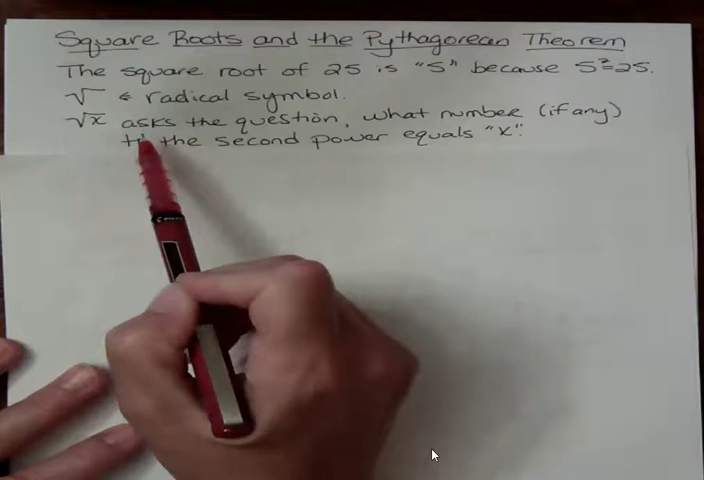 Square Roots and the Pythagorean Theorem
The square root of 25 is "5" because 5²=25.
√ ← radical symbol.
√x asks the question, what number (if any)
the second power equals "x".